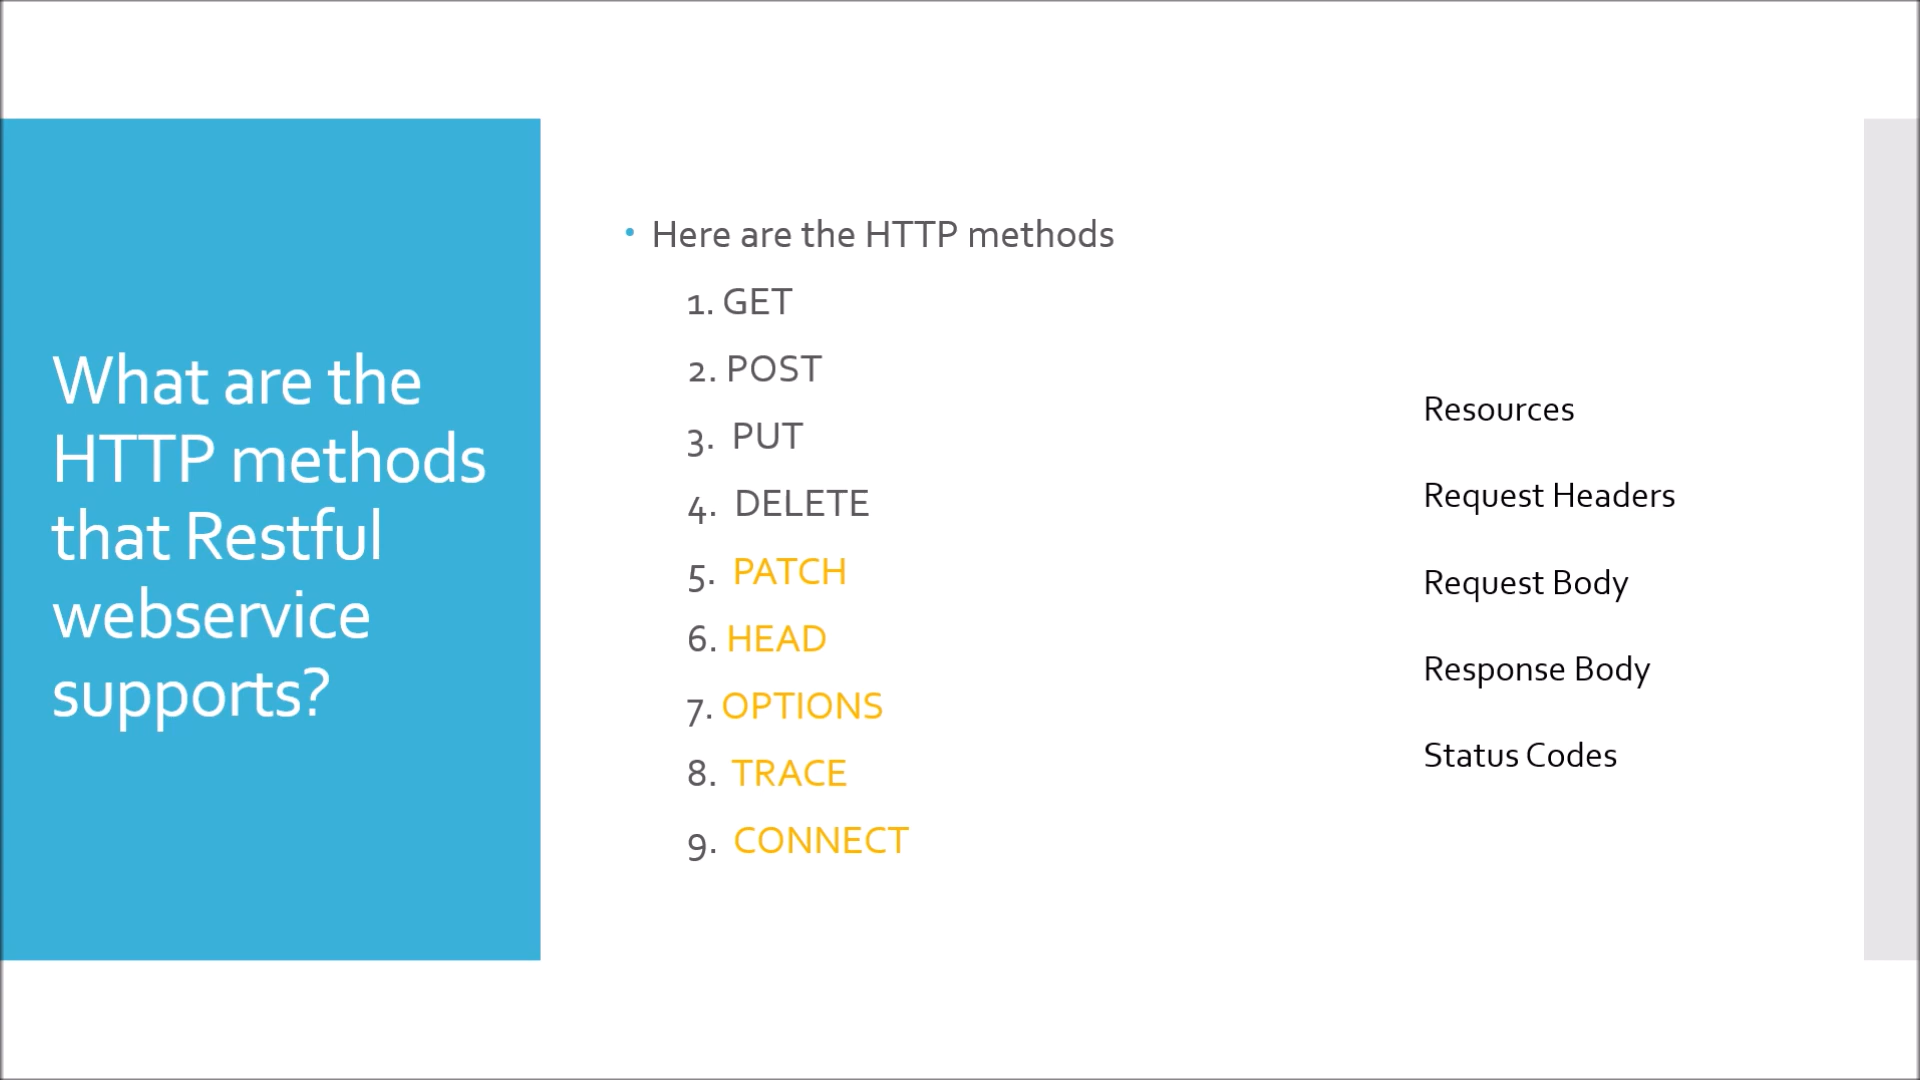 What are the
HTTP methods
that Restful
webservice
supports?
• Here are the HTTP methods
1. GET
2. POST
3. PUT
4. DELETE
5. PATCH
6. HEAD
7. OPTIONS
8. TRACE
9. CONNECT
Resources
Request Headers
Request Body
Response Body
Status Codes